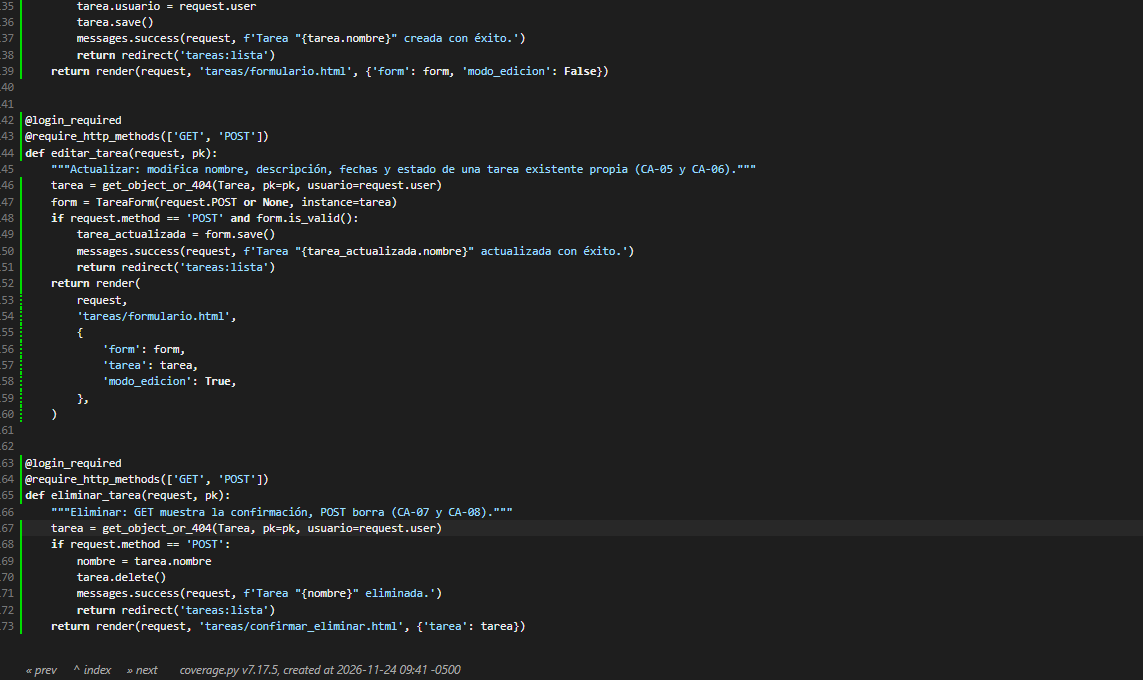 35         tarea.usuario = request.user
36         tarea.save()
37         messages.success(request, f'Tarea "{tarea.nombre}" creada con éxito.')
38         return redirect('tareas:lista')
39     return render(request, 'tareas/formulario.html', {'form': form, 'modo_edicion': False})
40
41
42 @login_required
43 @require_http_methods(['GET', 'POST'])
44 def editar_tarea(request, pk):
45     """Actualizar: modifica nombre, descripción, fechas y estado de una tarea existente propia (CA-05 y CA-06)."""
46     tarea = get_object_or_404(Tarea, pk=pk, usuario=request.user)
47     form = TareaForm(request.POST or None, instance=tarea)
48     if request.method == 'POST' and form.is_valid():
49         tarea_actualizada = form.save()
50         messages.success(request, f'Tarea "{tarea_actualizada.nombre}" actualizada con éxito.')
51         return redirect('tareas:lista')
52     return render(
53         request,
54         'tareas/formulario.html',
55         {
56             'form': form,
57             'tarea': tarea,
58             'modo_edicion': True,
59         },
60     )
61
62
63 @login_required
64 @require_http_methods(['GET', 'POST'])
65 def eliminar_tarea(request, pk):
66     """Eliminar: GET muestra la confirmación, POST borra (CA-07 y CA-08)."""
67     tarea = get_object_or_404(Tarea, pk=pk, usuario=request.user)
68     if request.method == 'POST':
69         nombre = tarea.nombre
70         tarea.delete()
71         messages.success(request, f'Tarea "{nombre}" eliminada.')
72         return redirect('tareas:lista')
73     return render(request, 'tareas/confirmar_eliminar.html', {'tarea': tarea})
« prev ^ index » next coverage.py v7.17.5, created at 2026-11-24 09:41 -0500